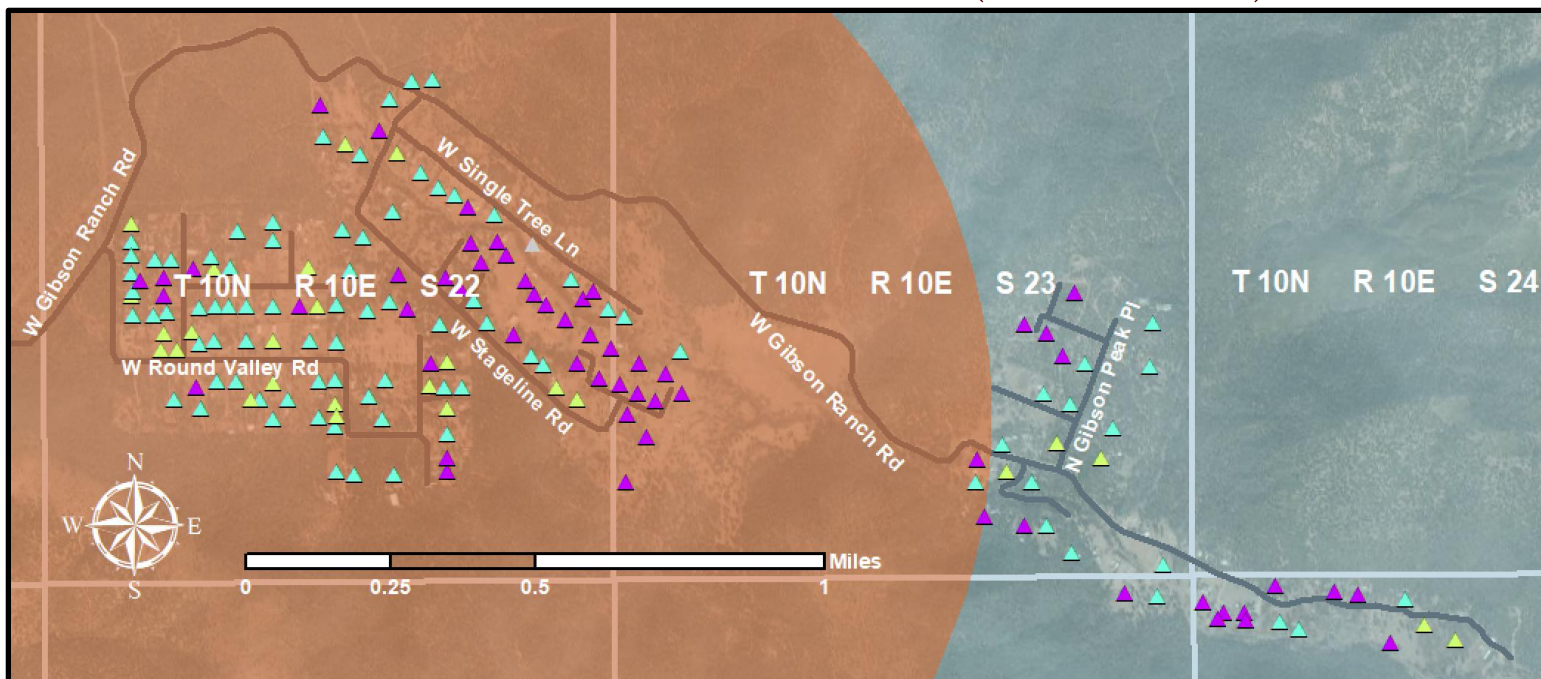 W Gibson Ranch Rd
W Single Tree Ln
T 10N R 10E S 22
T 10N R 10E S 23
T 10N R 10E S 24
W Round Valley Rd
W Stageline Rd
W Gibson Ranch Rd
N Gibson Peak Pl
N
W E
S
Miles
0 0.25 0.5 1